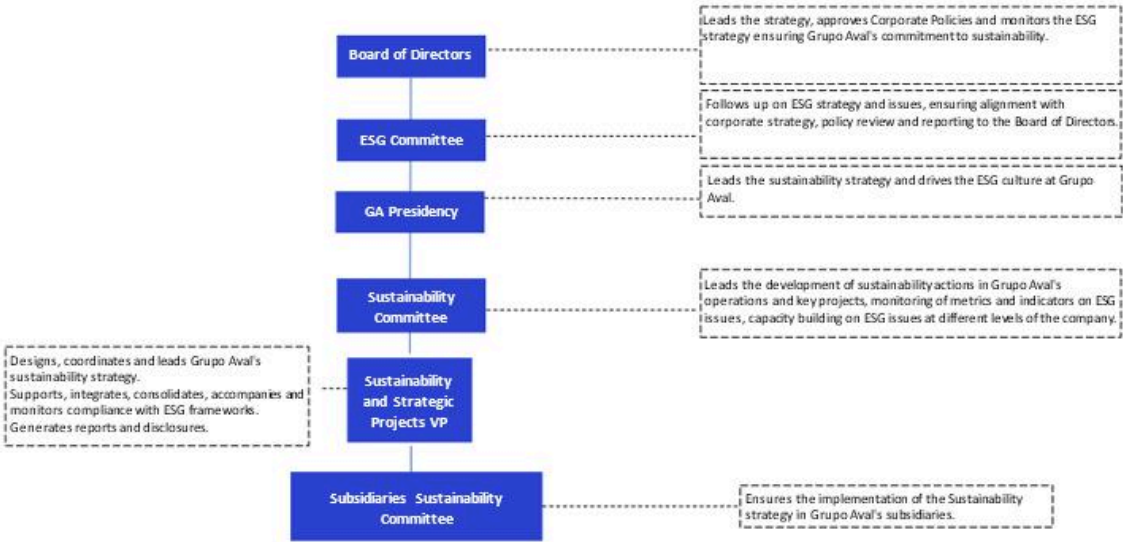 Board of Directors
Leads the strategy, approves Corporate Policies and monitors the ESG
strategy ensuring Grupo Aval's commitment to sustainability.
ESG Committee
Follows up on ESG strategy and issues, ensuring alignment with
corporate strategy, policy review and reporting to the Board of Directors.
GA Presidency
Leads the sustainability strategy and drives the ESG culture at Grupo
Aval.
Sustainability
Committee
Leads the development of sustainability actions in Grupo Aval's
operations and key projects, monitoring of metrics and indicators on ESG
issues, capacity building on ESG issues at different levels of the company.
Designs, coordinates and leads Grupo Aval's
sustainability strategy.
Supports, integrates, consolidates, accompanies and
monitors compliance with ESG frameworks.
Generates reports and disclosures.
Sustainability
and Strategic
Projects VP
Subsidiaries Sustainability
Committee
Ensures the implementation of the Sustainability
strategy in Grupo Aval's subsidiaries.